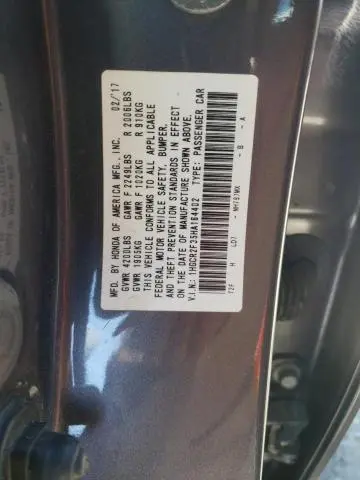 MFD. BY HONDA OF AMERICA MFG., INC. 02/'17
GVWR 4200LBS GAWR F 2249LBS R 2006LBS
GVWR 1905KG GAWR F 1020KG R 910KG
THIS VEHICLE CONFORMS TO ALL APPLICABLE
FEDERAL MOTOR VEHICLE SAFETY, BUMPER,
AND THEFT PREVENTION STANDARDS IN EFFECT
ON THE DATE OF MANUFACTURE SHOWN ABOVE.
V.I.N.: 1HGCR2F35HA164402 TYPE: PASSENGER CAR
T2F H - B - A